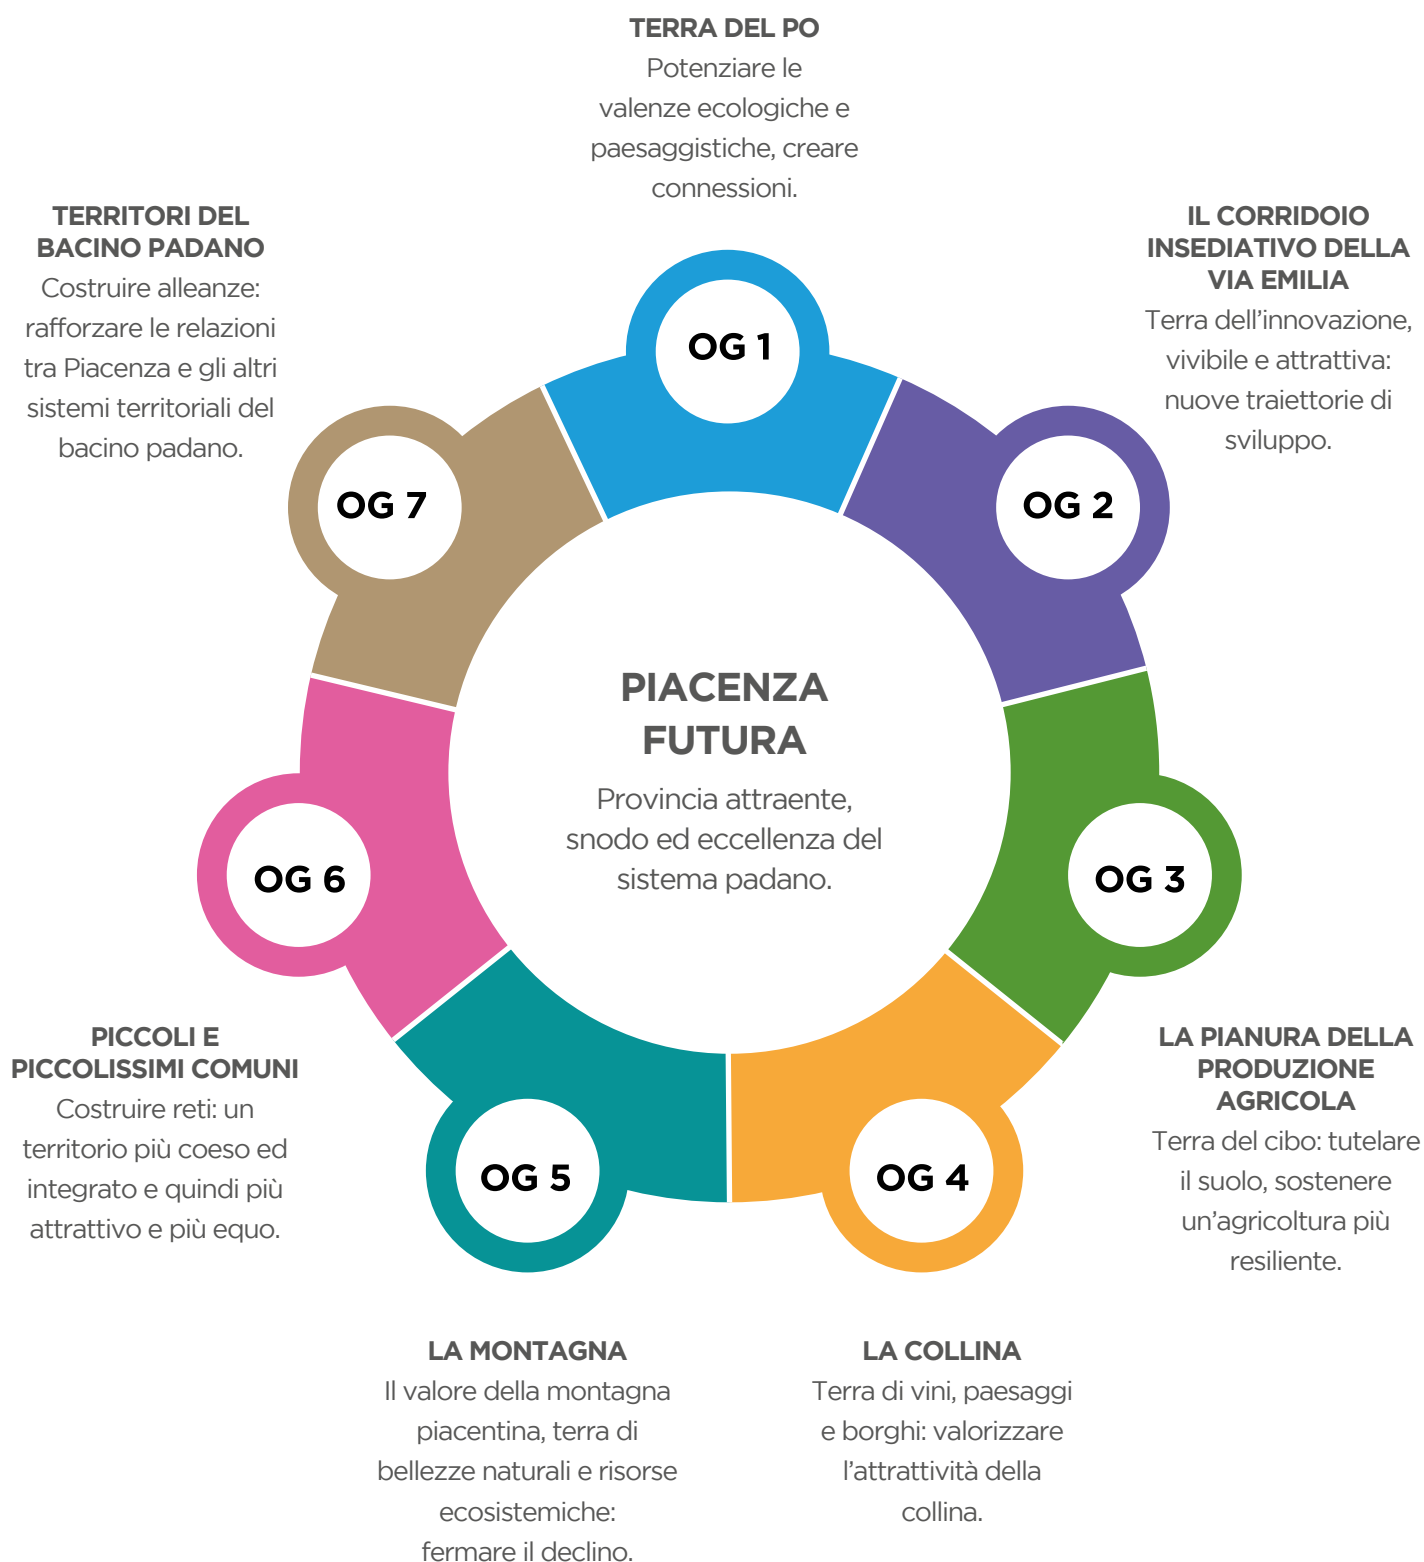 TERRA DEL PO
Potenziare le
valenze ecologiche e
paesaggistiche, creare
connessioni.
OG 1
IL CORRIDOIO
INSEDIATIVO DELLA
VIA EMILIA
Terra dell'innovazione,
vivibile e attrattiva:
nuove traiettorie di
sviluppo.
OG 2
LA PIANURA DELLA
PRODUZIONE
AGRICOLA
Terra del cibo: tutelare
il suolo, sostenere
un'agricoltura più
resiliente.
OG 3
LA COLLINA
Terra di vini, paesaggi
e borghi: valorizzare
l'attrattività della
collina.
OG 4
LA MONTAGNA
Il valore della montagna
piacentina, terra di
bellezze naturali e risorse
ecosistemiche:
fermare il declino.
OG 5
PICCOLI E
PICCOLISSIMI COMUNI
Costruire reti: un
territorio più coeso ed
integrato e quindi più
attrattivo e più equo.
OG 6
TERRITORI DEL
BACINO PADANO
Costruire alleanze:
rafforzare le relazioni
tra Piacenza e gli altri
sistemi territoriali del
bacino padano.
OG 7
PIACENZA
FUTURA
Provincia attraente,
snodo ed eccellenza del
sistema padano.